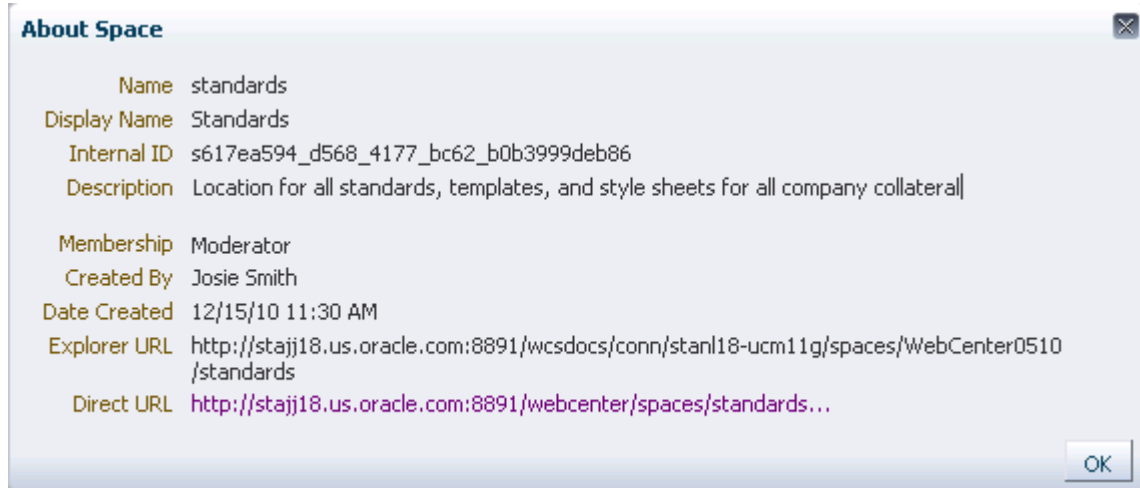 About Space
Name standards
Display Name Standards
Internal ID s617ea594_d568_4177_bc62_b0b3999deb86
Description Location for all standards, templates, and style sheets for all company collateral
Membership Moderator
Created By Josie Smith
Date Created 12/15/10 11:30 AM
Explorer URL http://stajj18.us.oracle.com:8891/wcsdocs/conn/stanl18-ucm11g/spaces/WebCenter0510
/standards
Direct URL http://stajj18.us.oracle.com:8891/webcenter/spaces/standards...
OK